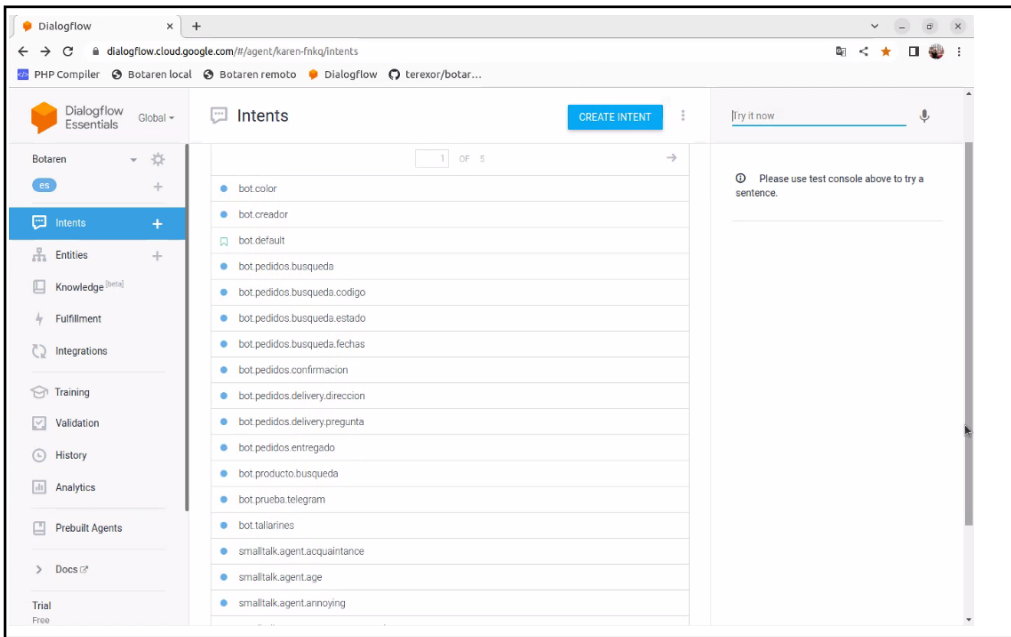 Dialogflow
dialogflow.cloud.google.com/#/agent/karen-fnkq/intents
PHP Compiler Botaren local Botaren remoto Dialogflow terexor/botar...
Dialogflow
Essentials
Global
Botaren
es
Intents
Entities
Knowledge [beta]
Fulfillment
Integrations
Training
Validation
History
Analytics
Prebuilt Agents
Docs
Trial
Free
Intents
CREATE INTENT
1 OF 5
bot.color
bot.creador
bot.default
bot.pedidos.busqueda
bot.pedidos.busqueda.codigo
bot.pedidos.busqueda.estado
bot.pedidos.busqueda.fechas
bot.pedidos.confirmacion
bot.pedidos.delivery.direccion
bot.pedidos.delivery.pregunta
bot.pedidos.entregado
bot.producto.busqueda
bot.prueba.telegram
bot.tallarines
smalltalk.agent.acquaintance
smalltalk.agent.age
smalltalk.agent.annoying
Try it now
Please use test console above to try a
sentence.